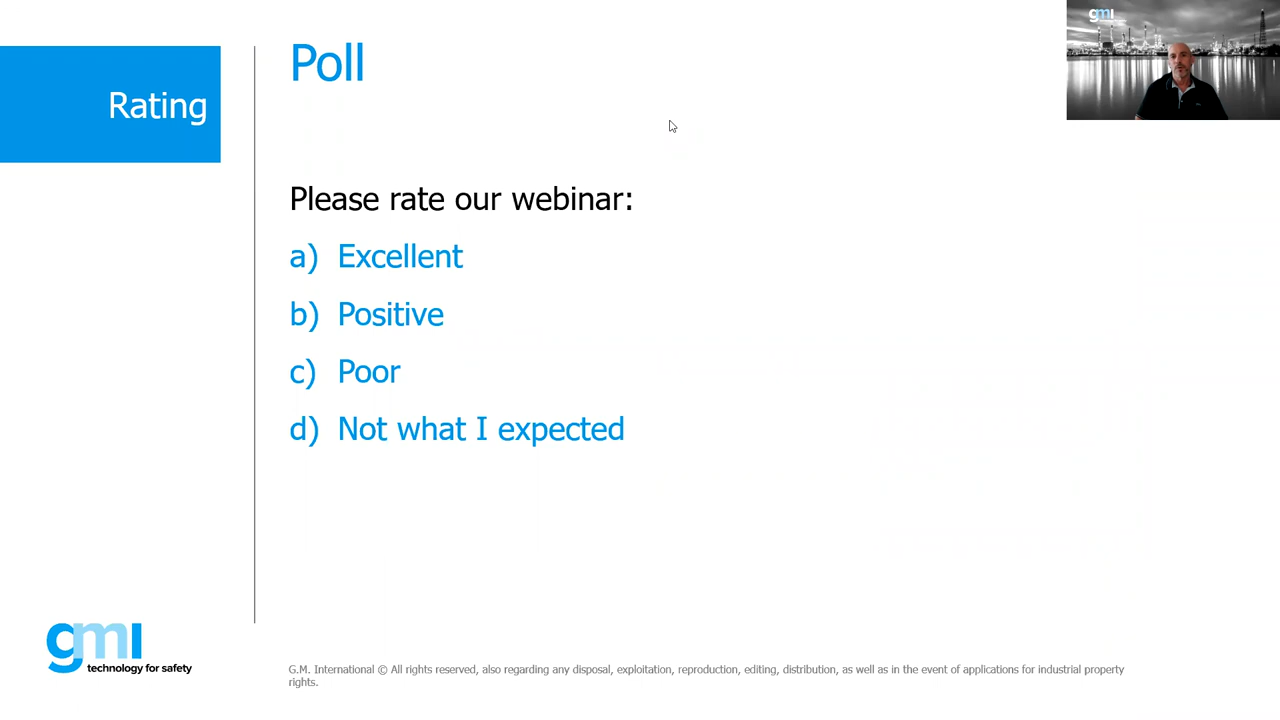 gmi
Poll
Rating
Please rate our webinar:
a) Excellent
b) Positive
c) Poor
d) Not what I expected
gmi
technology for safety
G.M. International © All rights reserved, also regarding any disposal, exploitation, reproduction, editing, distribution, as well as in the event of applications for industrial property
rights.